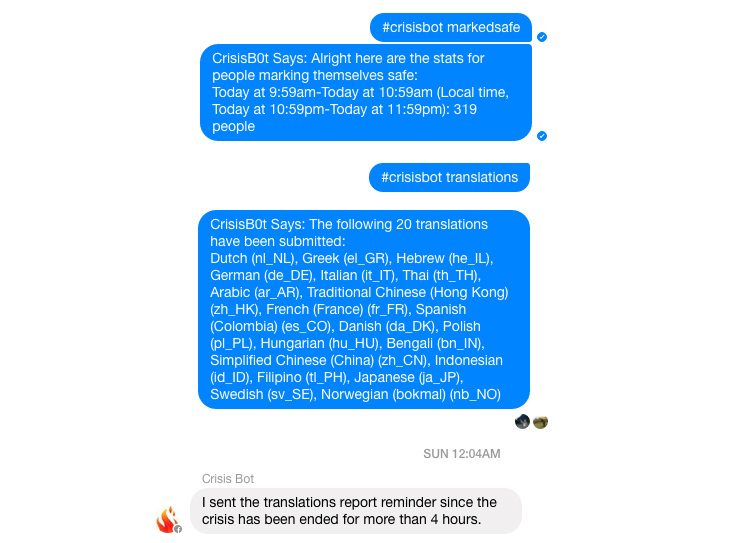 #crisisbot markedsafe
CrisisB0t Says: Alright here are the stats for
people marking themselves safe:
Today at 9:59am-Today at 10:59am (Local time,
Today at 10:59pm-Today at 11:59pm): 319
people
#crisisbot translations
CrisisB0t Says: The following 20 translations
have been submitted:
Dutch (nl_NL), Greek (el_GR), Hebrew (he_IL),
German (de_DE), Italian (it_IT), Thai (th_TH),
Arabic (ar_AR), Traditional Chinese (Hong Kong)
(zh_HK), French (France) (fr_FR), Spanish
(Colombia) (es_CO), Danish (da_DK), Polish
(pl_PL), Hungarian (hu_HU), Bengali (bn_IN),
Simplified Chinese (China) (zh_CN), Indonesian
(id_ID), Filipino (tl_PH), Japanese (ja_JP),
Swedish (sv_SE), Norwegian (bokmal) (nb_NO)
SUN 12:04AM
Crisis Bot
I sent the translations report reminder since the
crisis has been ended for more than 4 hours.